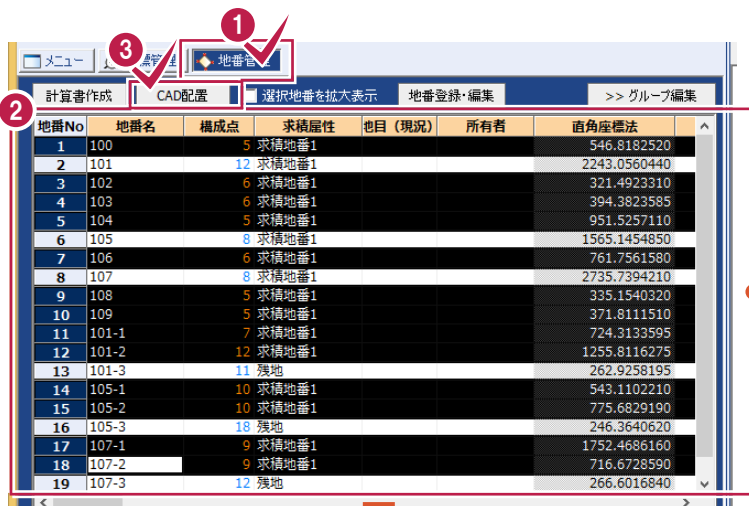 1
3
メニュー 地番管理
計算書作成 CAD配置 選択地番を拡大表示 地番登録・編集 >> グループ編集
2
地番No 地番名 構成点 求積属性 地目（現況） 所有者 直角座標法
1 100 5 求積地番1 546.8182520
2 101 12 求積地番1 2243.0560440
3 102 6 求積地番1 321.4923310
4 103 6 求積地番1 394.3823585
5 104 5 求積地番1 951.5257110
6 105 8 求積地番1 1565.1454850
7 106 6 求積地番1 761.7561580
8 107 8 求積地番1 2735.7394210
9 108 5 求積地番1 335.1540320
10 109 5 求積地番1 371.8111510
11 101-1 7 求積地番1 724.3133595
12 101-2 12 求積地番1 1255.8116275
13 101-3 11 残地 262.9258195
14 105-1 10 求積地番1 543.1102210
15 105-2 10 求積地番1 775.6829190
16 105-3 18 残地 246.3640620
17 107-1 9 求積地番1 1752.4686160
18 107-2 9 求積地番1 716.6728590
19 107-3 12 残地 266.6016840